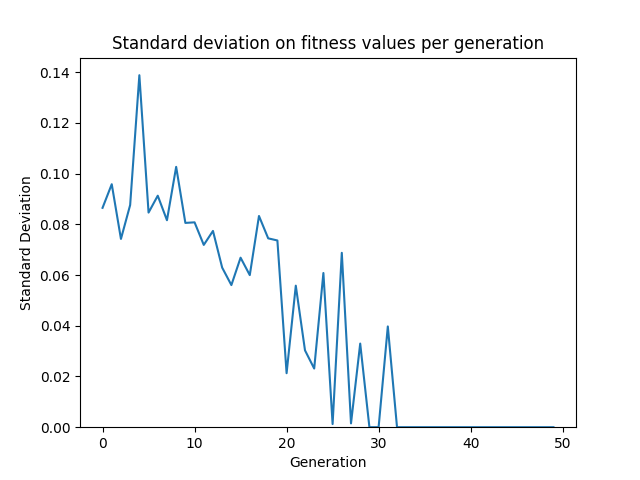 Standard deviation on fitness values per generation
0.14
0.12
0.10
0.08
0.06
0.04
0.02
0.00
Standard Deviation
0 10 20 30 40 50
Generation